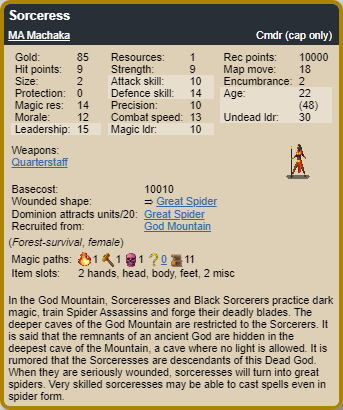 Sorceress
MA Machaka Cmdr (cap only)
Gold: 85 Resources: 1 Rec points: 10000
Hit points: 9 Strength: 9 Map move: 18
Size: 2 Attack skill: 10 Encumbrance: 2
Protection: 0 Defence skill: 14 Age: 22
Magic res: 14 Precision: 10 (48)
Morale: 12 Combat speed: 13 Undead ldr: 30
Leadership: 15 Magic ldr: 10
Weapons:
Quarterstaff
Basecost: 10010
Wounded shape: ⇒ Great Spider
Dominion attracts units/20: Great Spider
Recruited from: God Mountain
(Forest-survival, female)
Magic paths: 1 1 1 ? 0 11
Item slots: 2 hands, head, body, feet, 2 misc
In the God Mountain, Sorceresses and Black Sorcerers practice dark
magic, train Spider Assassins and forge their deadly blades. The
deeper caves of the God Mountain are restricted to the Sorcerers. It
is said that the remnants of an ancient God are hidden in the
deepest cave of the Mountain, a cave where no light is allowed. It is
rumored that the Sorceresses are descendants of this Dead God.
When they are seriously wounded, sorceresses will turn into great
spiders. Very skilled sorceresses may be able to cast spells even in
spider form.